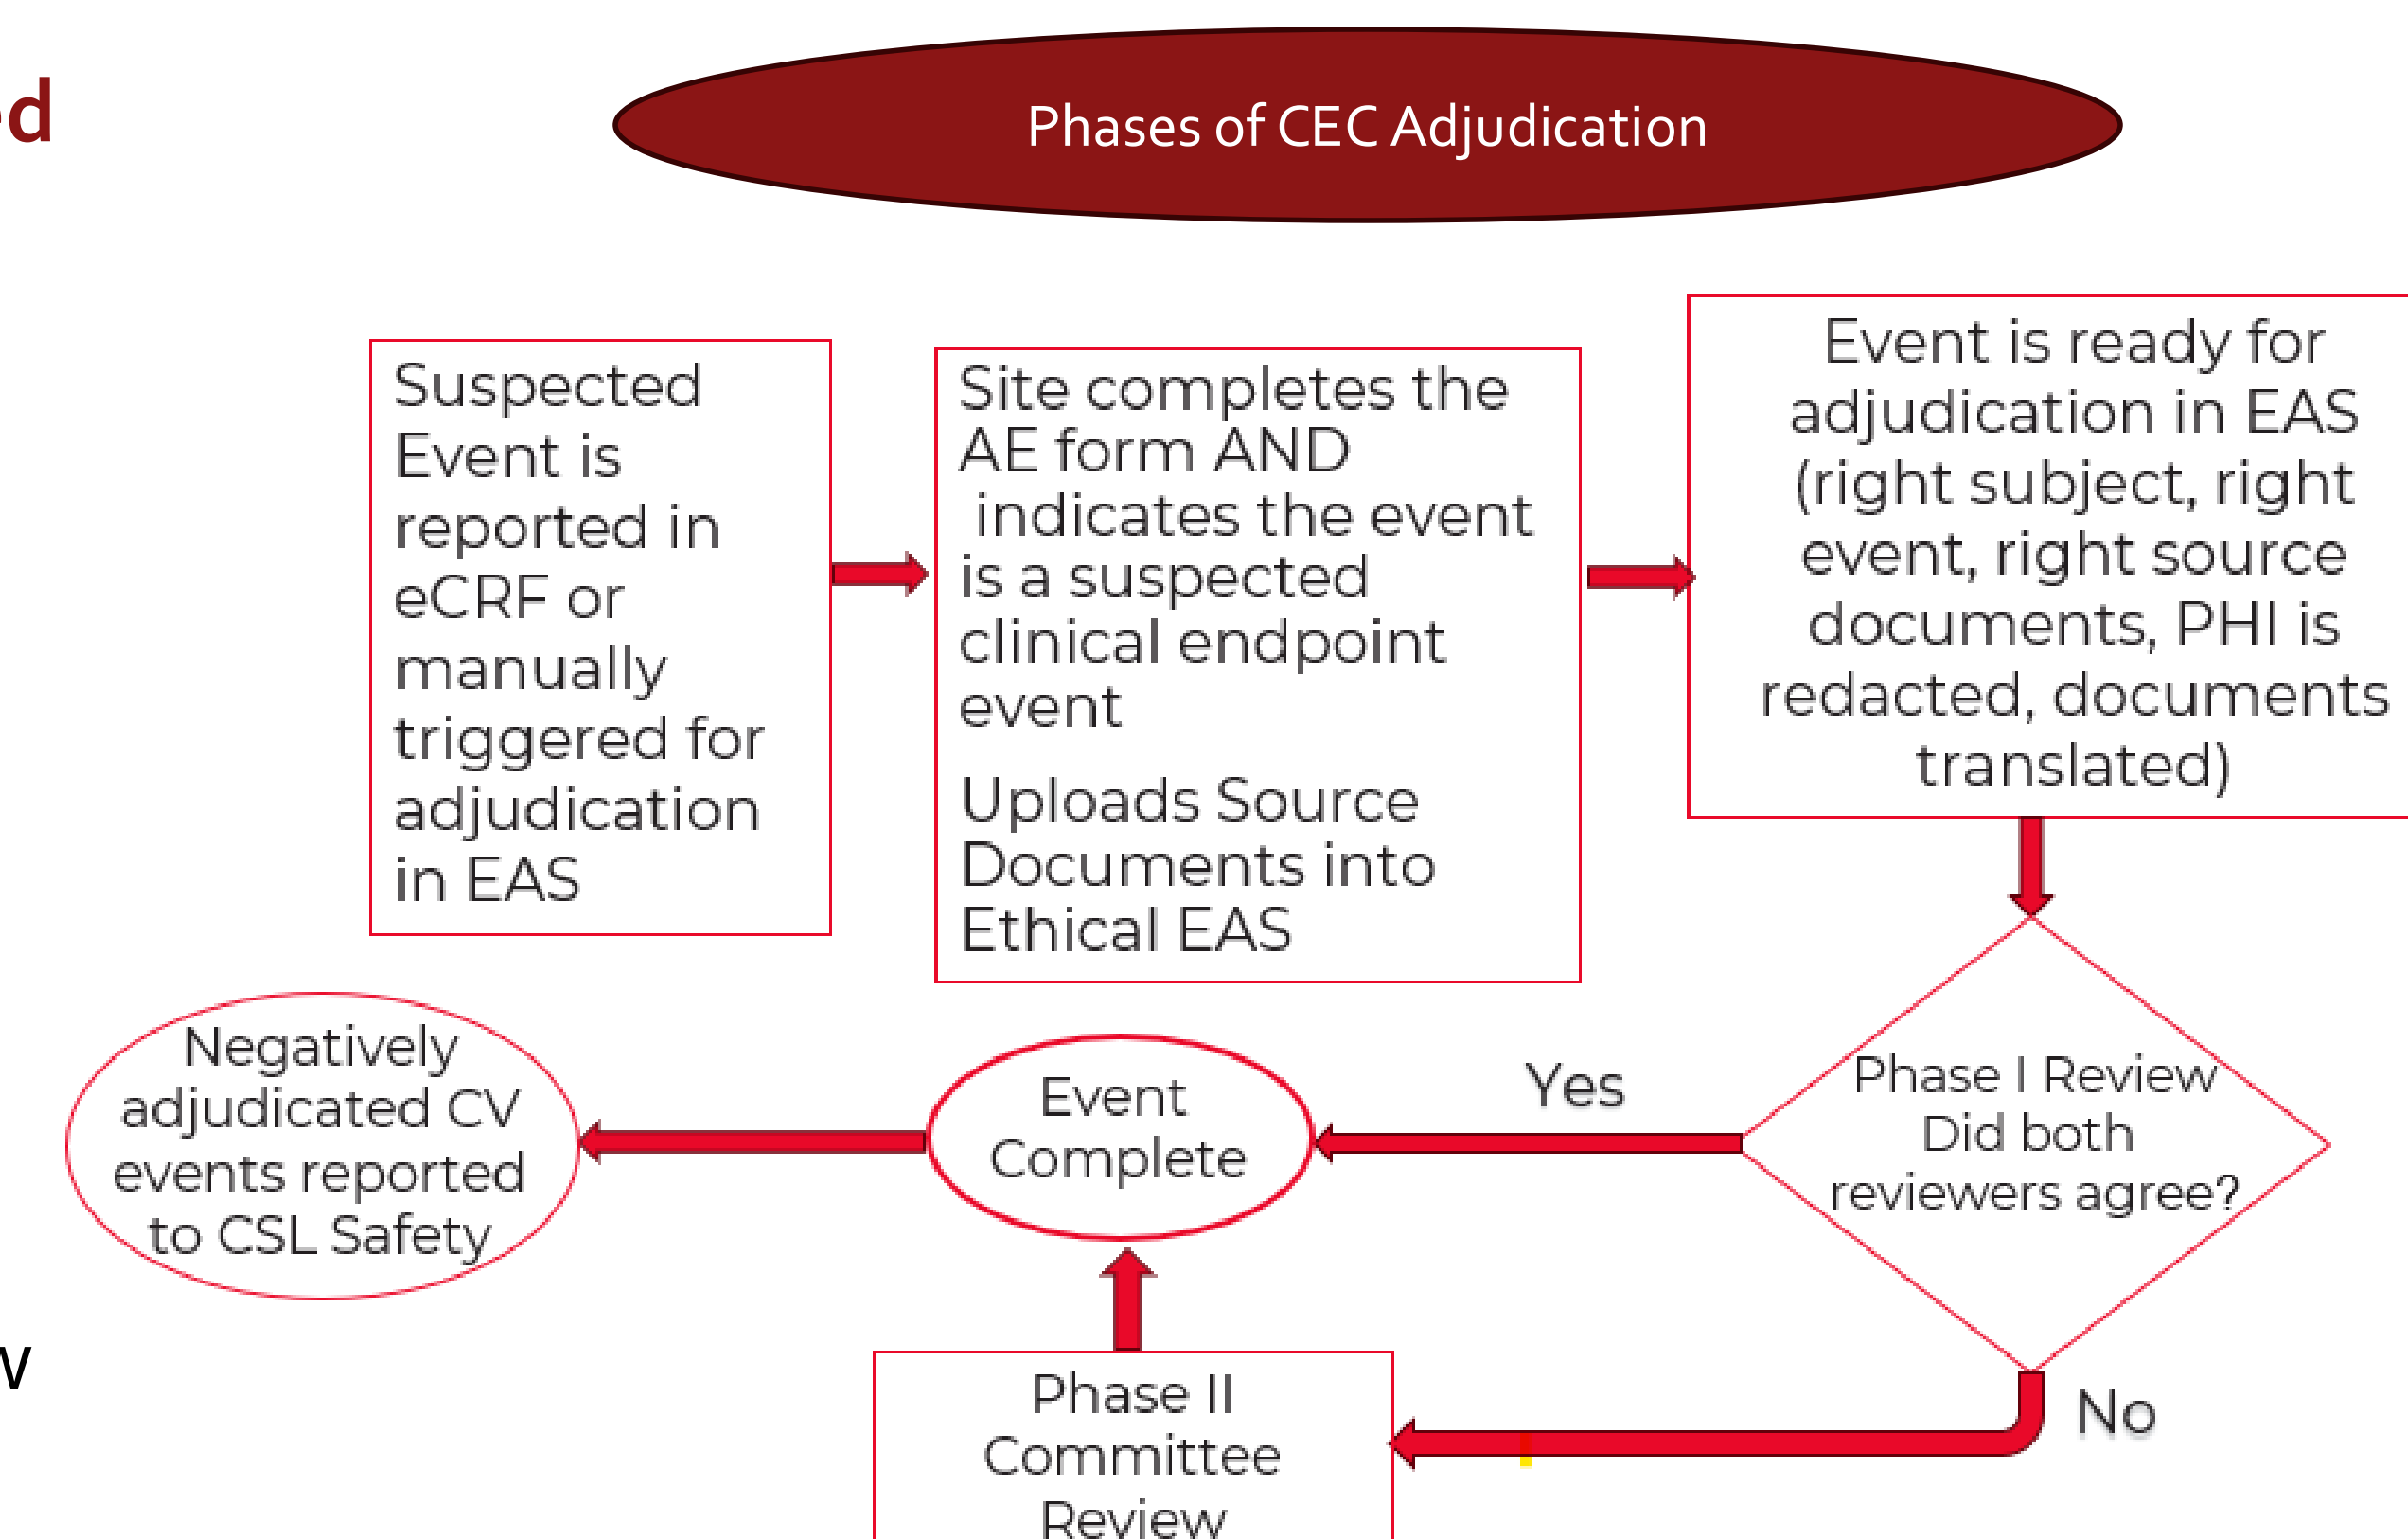 ed
Phases of CEC Adjudication
Suspected
Event is
reported in
eCRF or
manually
triggered for
adjudication
in EAS
Site completes the
AE form AND
indicates the event
is a suspected
clinical endpoint
event
Uploads Source
Documents into
Ethical EAS
Event is ready for
adjudication in EAS
(right subject, right
event, right source
documents, PHI is
redacted, documents
translated)
Phase I Review
Did both
reviewers agree?
Yes
Event
Complete
Negatively
adjudicated CV
events reported
to CSL Safety
No
Phase II
Committee
Review
w